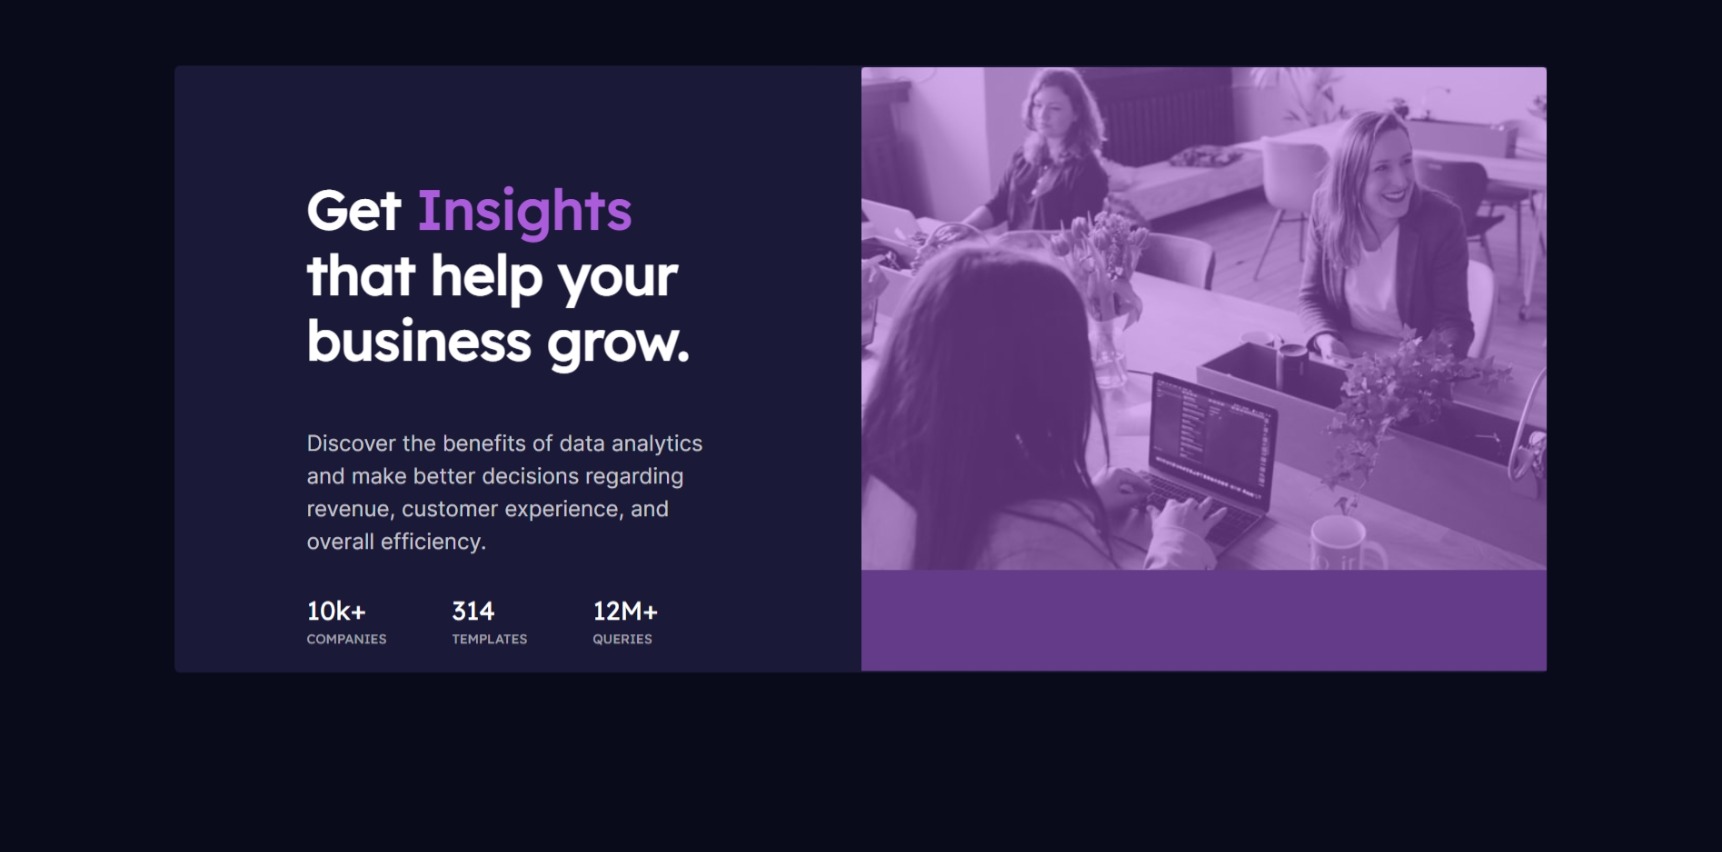 Get Insights
that help your
business grow.
Discover the benefits of data analytics
and make better decisions regarding
revenue, customer experience, and
overall efficiency.
10k+ 314 12M+
COMPANIES TEMPLATES QUERIES